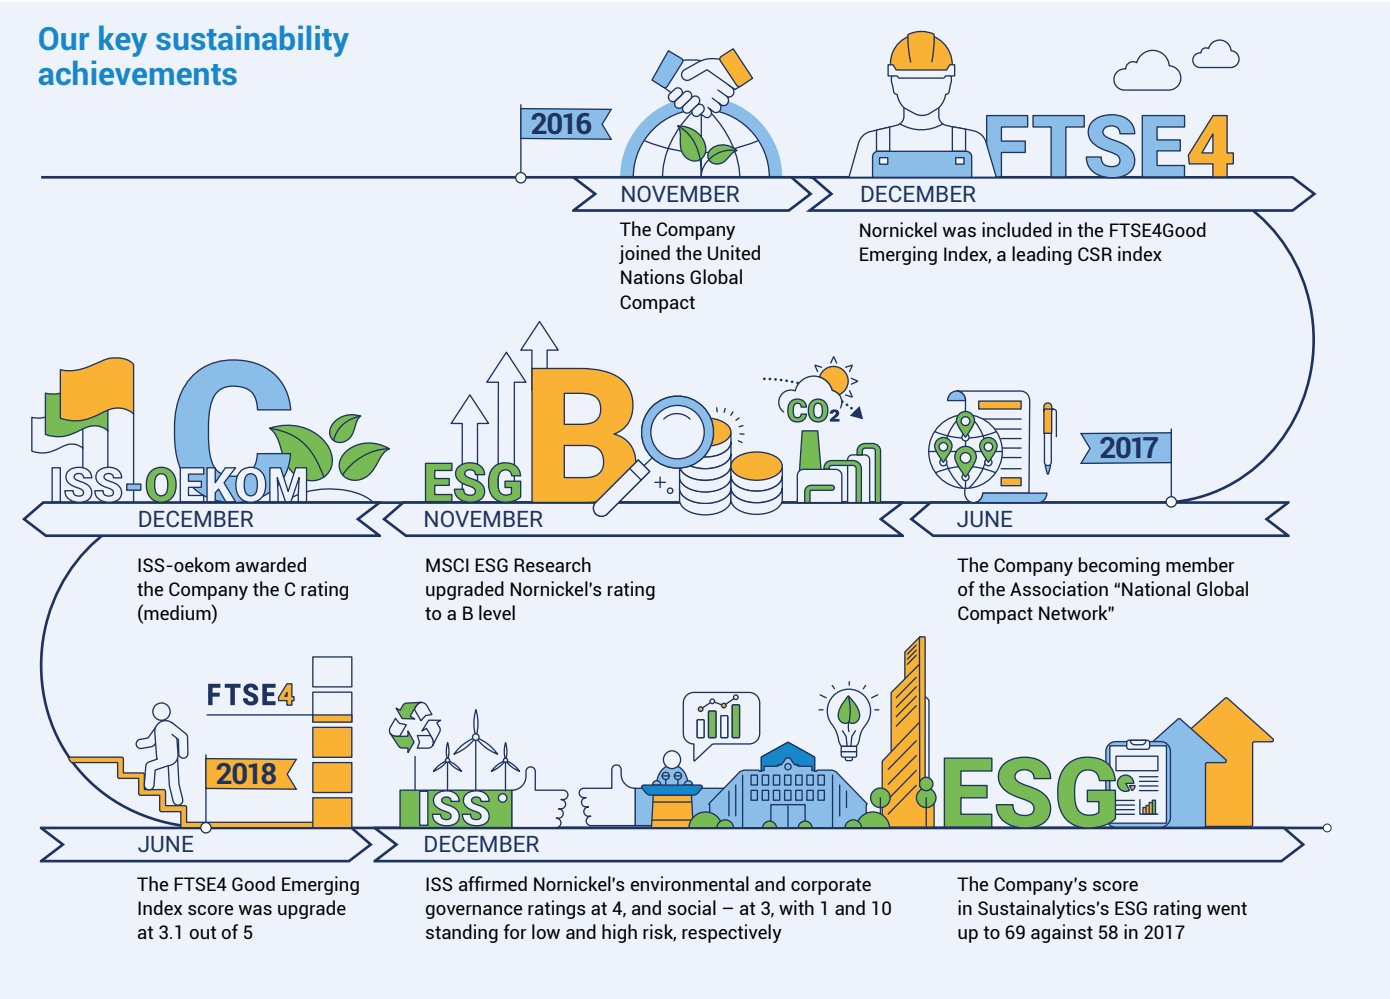 Our key sustainability
achievements
2016
FTSE4
NOVEMBER
DECEMBER
The Company
joined the United
Nations Global
Compact
Nornickel was included in the FTSE4Good
Emerging Index, a leading CSR index
2017
CO2
ESG
B
C
ISS-OEKOM
JUNE
NOVEMBER
DECEMBER
The Company becoming member
of the Association “National Global
Compact Network”
MSCI ESG Research
upgraded Nornickel's rating
to a B level
ISS-oekom awarded
the Company the C rating
(medium)
FTSE4
2018
ISS
ESG
JUNE
DECEMBER
The FTSE4 Good Emerging
Index score was upgrade
at 3.1 out of 5
ISS affirmed Nornickel's environmental and corporate
governance ratings at 4, and social – at 3, with 1 and 10
standing for low and high risk, respectively
The Company's score
in Sustainalytics's ESG rating went
up to 69 against 58 in 2017